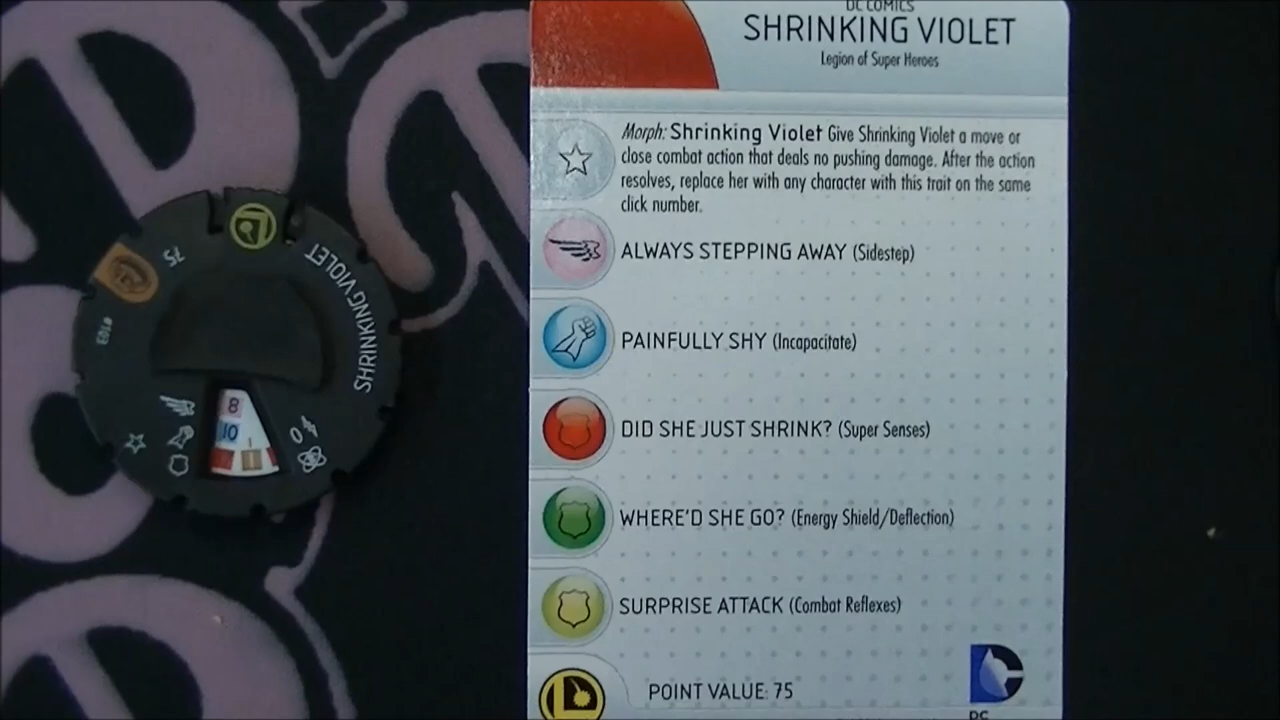 DC COMICS
SHRINKING VIOLET
Legion of Super Heroes
Morph: Shrinking Violet Give Shrinking Violet a move or
close combat action that deals no pushing damage. After the action
resolves, replace her with any character with this trait on the same
click number.
ALWAYS STEPPING AWAY (Sidestep)
PAINFULLY SHY (Incapacitate)
DID SHE JUST SHRINK? (Super Senses)
WHERE'D SHE GO? (Energy Shield/Deflection)
SURPRISE ATTACK (Combat Reflexes)
POINT VALUE: 75
DC
75
SHRINKING VIOLET
8
10
1
0